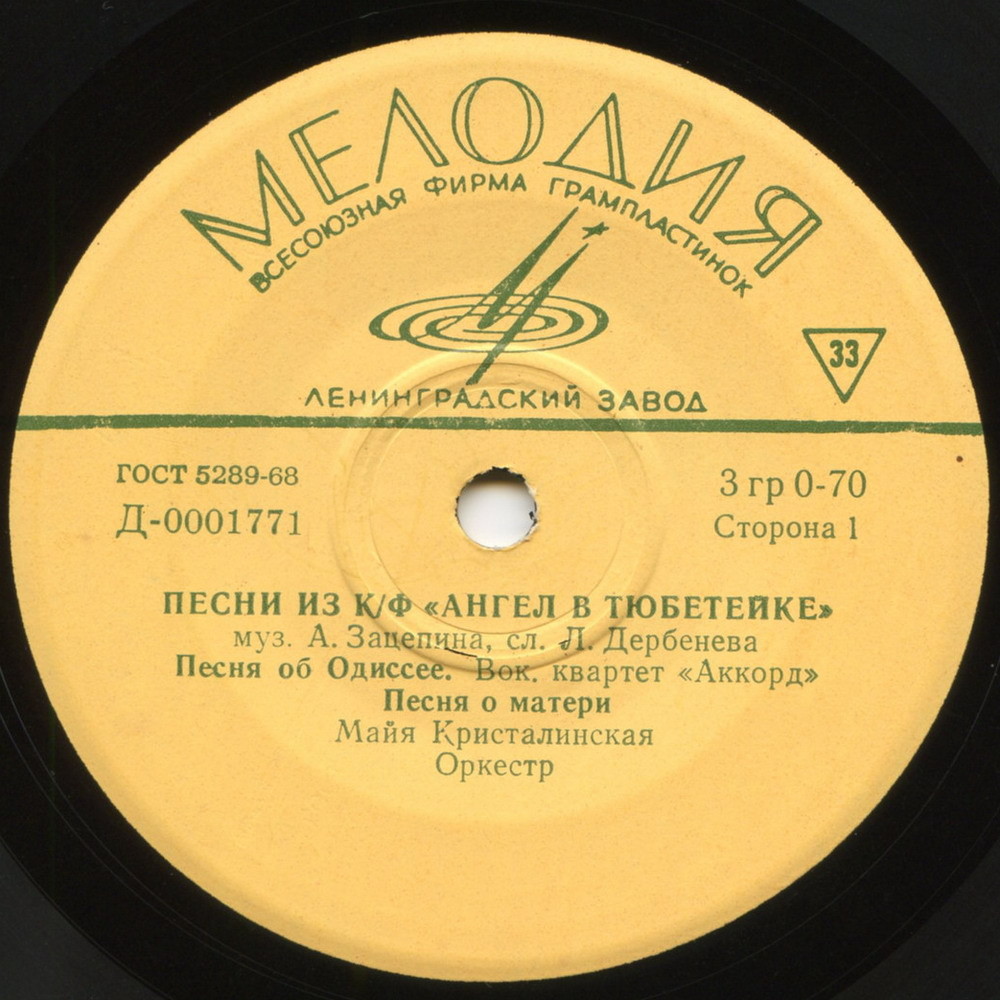 МЕЛОДИЯ
ВСЕСОЮЗНАЯ ФИРМА ГРАМПЛАСТИНОК
33
ЛЕНИНГРАДСКИЙ ЗАВОД
ГОСТ 5289-68
3 гр 0-70
Д-0001771
Сторона 1
ПЕСНИ ИЗ К/Ф «АНГЕЛ В ТЮБЕТЕЙКЕ»
муз. А. Зацепина, сл. Л. Дербенева
Песня об Одиссее. Вок. квартет «Аккорд»
Песня о матери
Майя Кристалинская
Оркестр